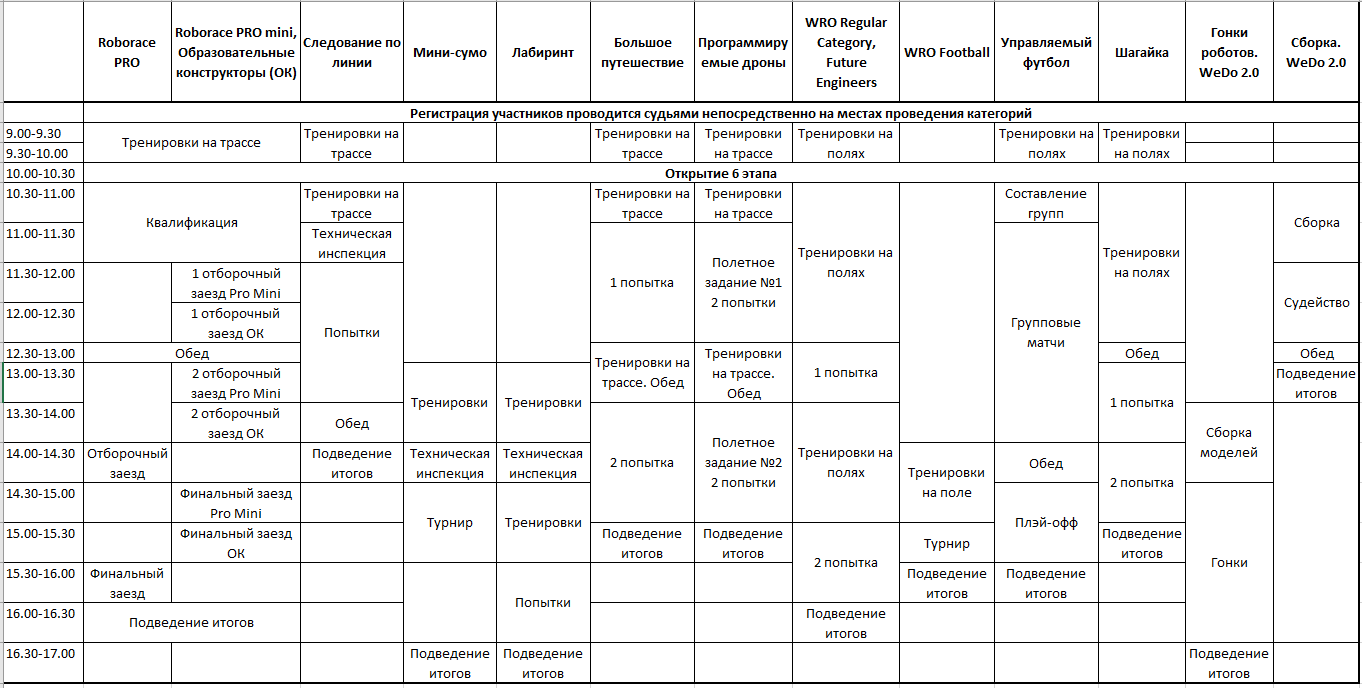 Roborace PRO
Roborace PRO mini, Образовательные конструкторы (ОК)
Следование по линии
Мини-сумо
Лабиринт
Большое путешествие
Программируемые дроны
WRO Regular Category, Future Engineers
WRO Football
Управляемый футбол
Шагайка
Гонки роботов. WeDo 2.0
Сборка. WeDo 2.0
Регистрация участников проводится судьями непосредственно на местах проведения категорий
9.00-9.30
Тренировки на трассе
Тренировки на трассе
Тренировки на трассе
Тренировки на трассе
Тренировки на полях
Тренировки на полях
Тренировки на полях
9.30-10.00
10.00-10.30
Открытие 6 этапа
10.30-11.00
Квалификация
Тренировки на трассе
Тренировки на трассе
Тренировки на трассе
Тренировки на полях
Составление групп
Тренировки на полях
Сборка
11.00-11.30
Техническая инспекция
1 попытка
Полетное задание №1 2 попытки
Групповые матчи
11.30-12.00
1 отборочный заезд Pro Mini
Попытки
Судейство
12.00-12.30
1 отборочный заезд ОК
12.30-13.00
Обед
Тренировки на трассе. Обед
Тренировки на трассе. Обед
1 попытка
Обед
Обед
13.00-13.30
2 отборочный заезд Pro Mini
Тренировки
Тренировки
1 попытка
Подведение итогов
13.30-14.00
2 отборочный заезд ОК
Обед
2 попытка
Полетное задание №2 2 попытки
Тренировки на полях
Сборка моделей
14.00-14.30
Отборочный заезд
Подведение итогов
Техническая инспекция
Техническая инспекция
Тренировки на поле
Обед
2 попытка
14.30-15.00
Финальный заезд Pro Mini
Турнир
Тренировки
Плэй-офф
Гонки
15.00-15.30
Финальный заезд ОК
Подведение итогов
Подведение итогов
2 попытка
Турнир
Подведение итогов
15.30-16.00
Финальный заезд
Попытки
Подведение итогов
Подведение итогов
16.00-16.30
Подведение итогов
Подведение итогов
16.30-17.00
Подведение итогов
Подведение итогов
Подведение итогов